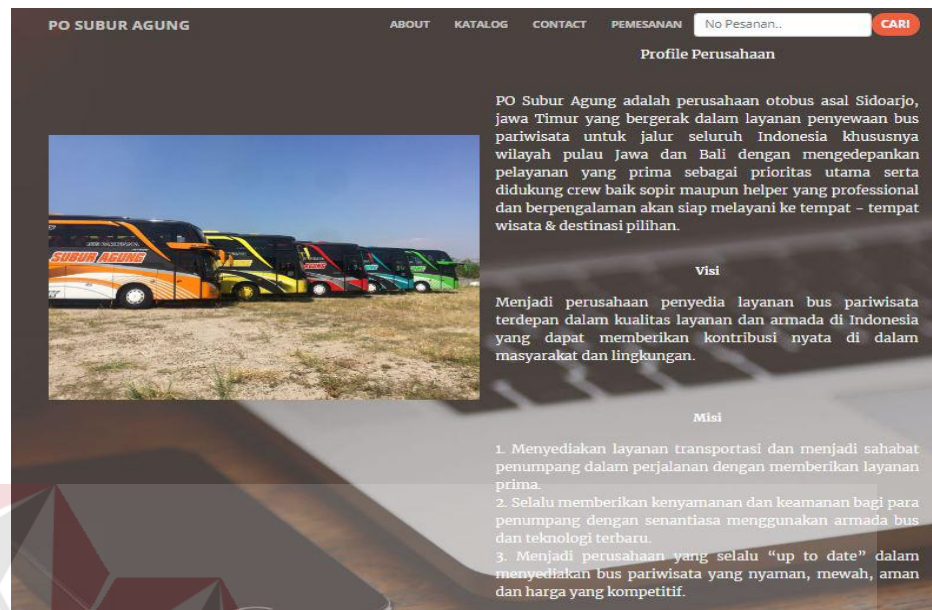 PO SUBUR AGUNG ABOUT KATALOG CONTACT PEMESANAN No Pesanan.. CARI
Profile Perusahaan
PO Subur Agung adalah perusahaan otobus asal Sidoarjo,
jawa Timur yang bergerak dalam layanan penyewaan bus
pariwisata untuk jalur seluruh Indonesia khususnya
wilayah pulau Jawa dan Bali dengan mengedepankan
pelayanan yang prima sebagai prioritas utama serta
didukung crew baik sopir maupun helper yang professional
dan berpengalaman akan siap melayani ke tempat – tempat
wisata & destinasi pilihan.
SUBUR AGUNG
Visi
Menjadi perusahaan penyedia layanan bus pariwisata
terdepan dalam kualitas layanan dan armada di Indonesia
yang dapat memberikan kontribusi nyata di dalam
masyarakat dan lingkungan.
Misi
1. Menyediakan layanan transportasi dan menjadi sahabat
penumpang dalam perjalanan dengan memberikan layanan
prima.
2. Selalu memberikan kenyamanan dan keamanan bagi para
penumpang dengan senantiasa menggunakan armada bus
dan teknologi terbaru.
3. Menjadi perusahaan yang selalu “up to date” dalam
menyediakan bus pariwisata yang nyaman, mewah, aman
dan harga yang kompetitif.